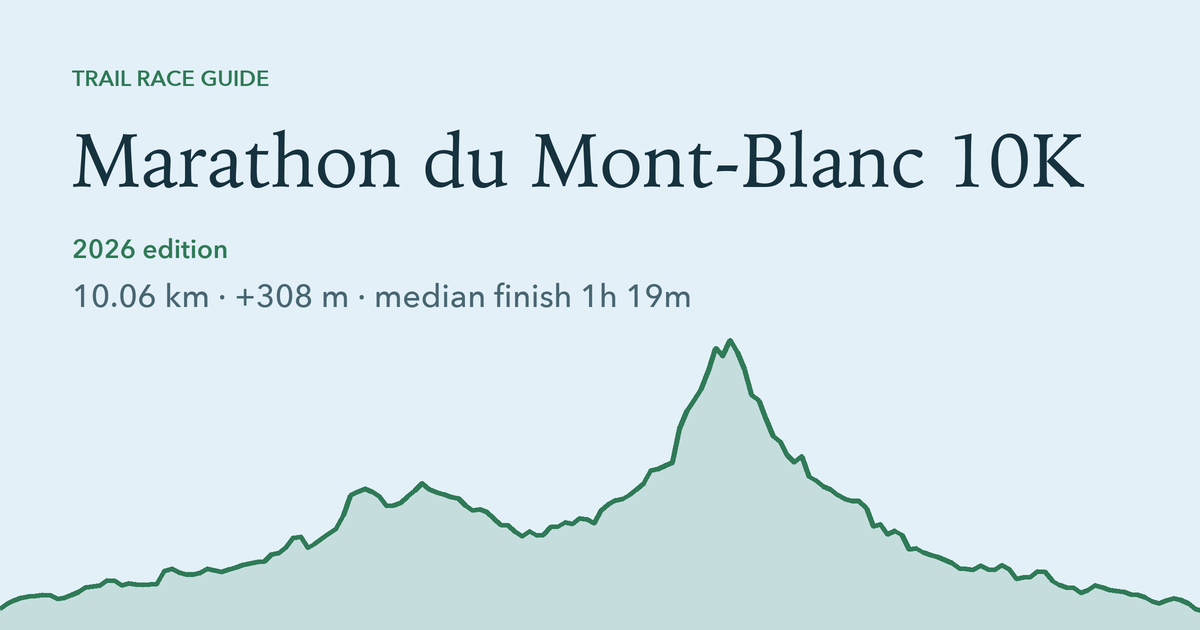 TRAIL RACE GUIDE
Marathon du Mont-Blanc 10K
2026 edition
10.06 km · +308 m · median finish 1h 19m